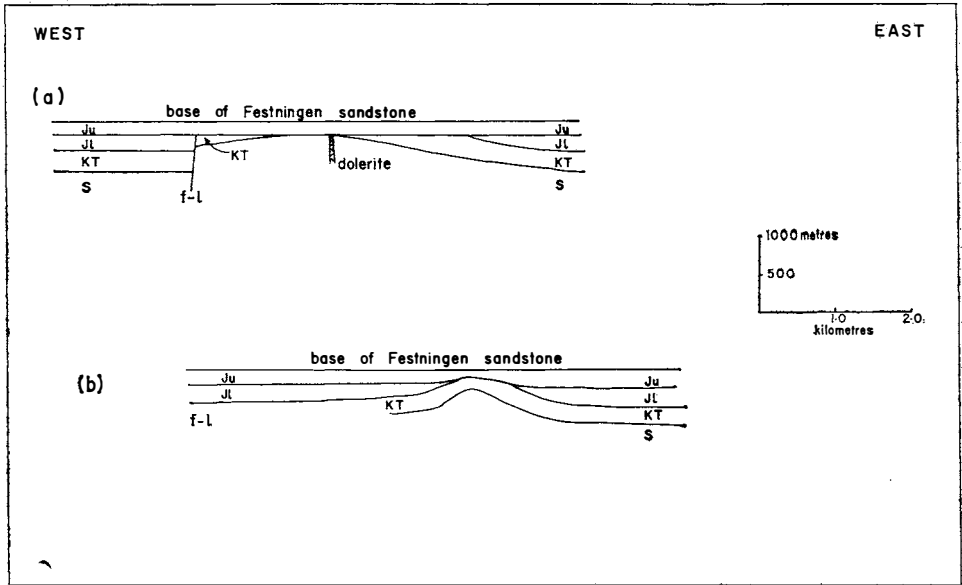 WEST
EAST
(a)
base of Festningen sandstone
Ju
Ju
Jl
Jl
KT
KT
KT
dolerite
S
S
f-l
1000 metres
500
1·0
2·0
kilometres
base of Festningen sandstone
(b)
Ju
Ju
Jl
Jl
KT
KT
f-l
S